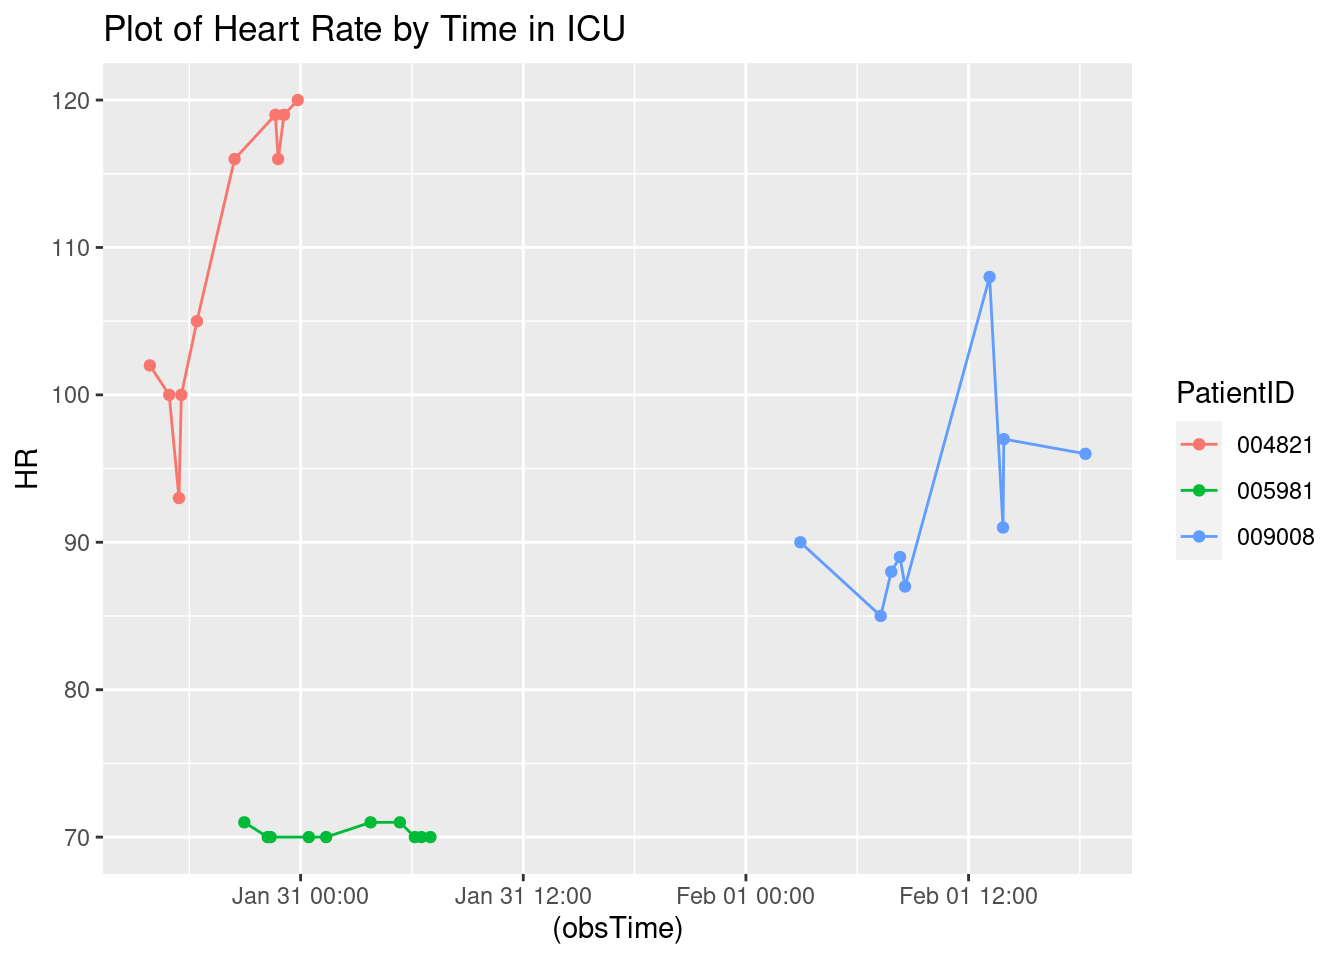 Plot of Heart Rate by Time in ICU
120
110
100
90
80
70
HR
Jan 31 00:00
Jan 31 12:00
Feb 01 00:00
Feb 01 12:00
(obsTime)
PatientID
004821
005981
009008